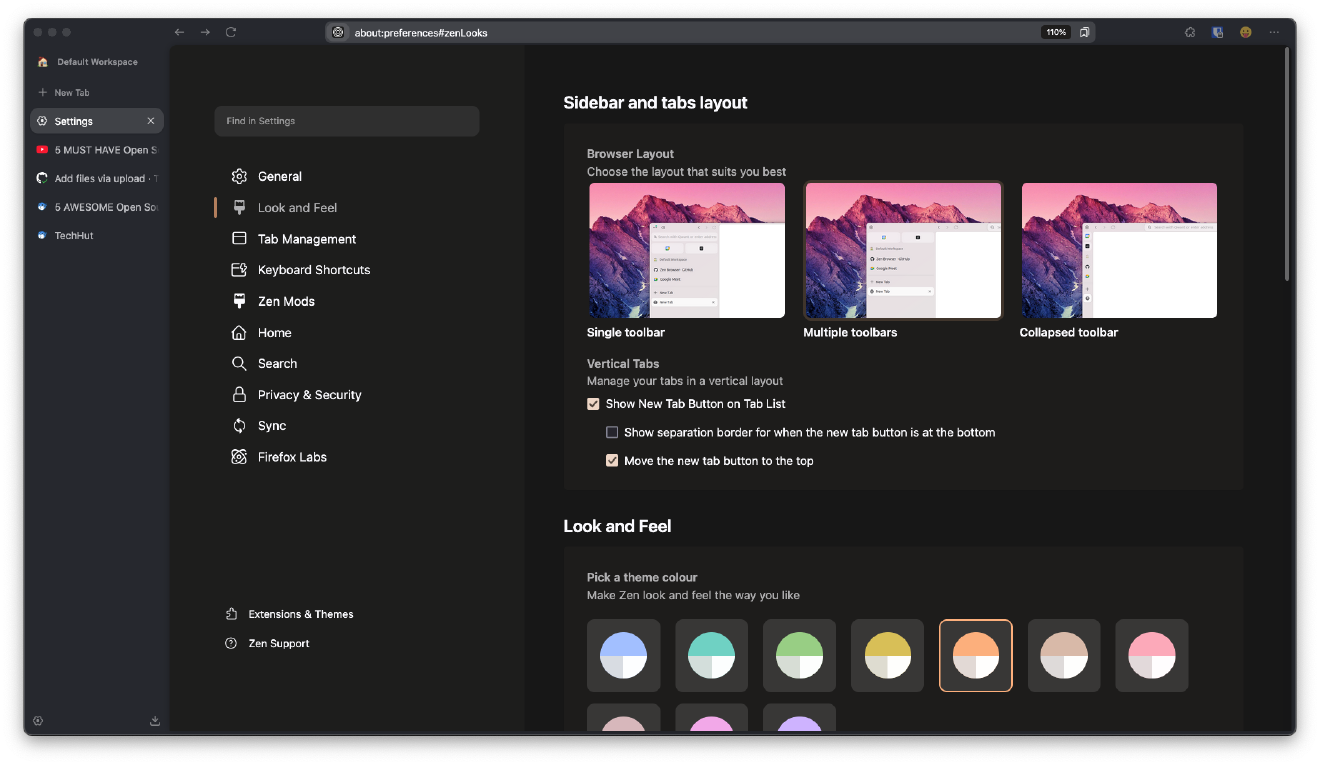 about:preferences#zenLooks
110%
Default Workspace
New Tab
Settings
5 MUST HAVE Open S
Add files via upload · T
5 AWESOME Open Sou
TechHut
Find in Settings
General
Look and Feel
Tab Management
Keyboard Shortcuts
Zen Mods
Home
Search
Privacy & Security
Sync
Firefox Labs
Extensions & Themes
Zen Support
Sidebar and tabs layout
Browser Layout
Choose the layout that suits you best
Single toolbar
Multiple toolbars
Collapsed toolbar
Vertical Tabs
Manage your tabs in a vertical layout
Show New Tab Button on Tab List
Show separation border for when the new tab button is at the bottom
Move the new tab button to the top
Look and Feel
Pick a theme colour
Make Zen look and feel the way you like